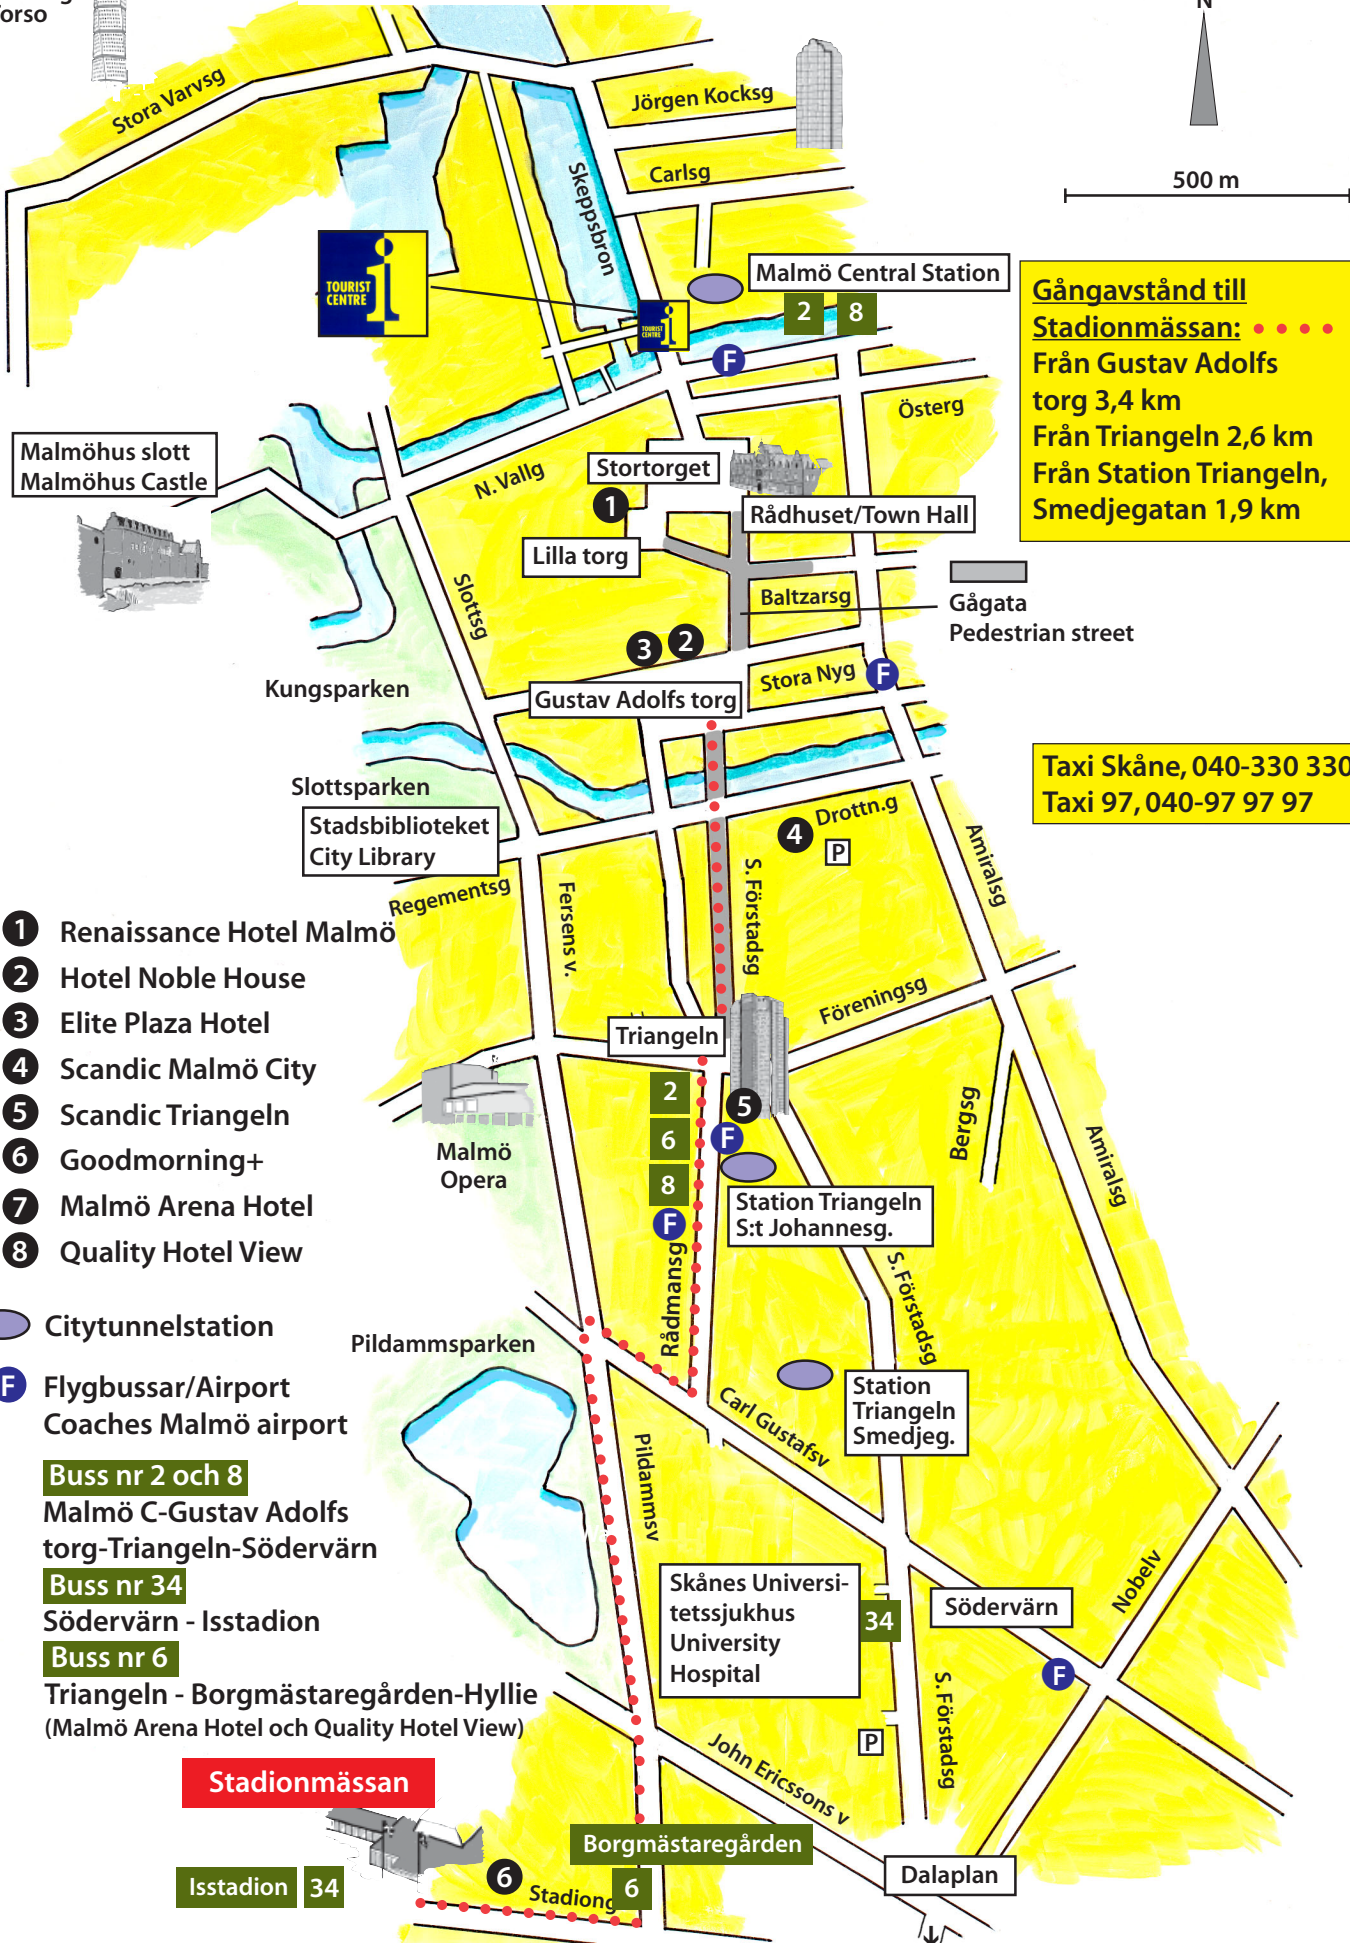 Torso
N
Stora Varvsg
Jörgen Kocksg
Carlsg
Skeppsbron
500 m
TOURIST
CENTRE
i
TOURIST
CENTRE
i
Malmö Central Station
2
8
F
Gångavstånd till
Stadionmässan:
Från Gustav Adolfs
torg 3,4 km
Från Triangeln 2,6 km
Från Station Triangeln,
Smedjegatan 1,9 km
Österg
Malmöhus slott
Malmöhus Castle
N. Vallg
Stortorget
1
Rådhuset/Town Hall
Lilla torg
Slottsg
Baltzarsg
Gågata
Pedestrian street
3
2
Kungsparken
Stora Nyg
F
Gustav Adolfs torg
Slottsparken
Taxi Skåne, 040-330 330
Taxi 97, 040-97 97 97
Stadsbiblioteket
City Library
4
Drottn.g
P
Regementsg
Fersens v.
S. Förstadsg
Amiralsg
1 Renaissance Hotel Malmö
2 Hotel Noble House
3 Elite Plaza Hotel
4 Scandic Malmö City
5 Scandic Triangeln
6 Goodmorning+
7 Malmö Arena Hotel
8 Quality Hotel View
Föreningsg
Triangeln
2
6
8
F
5
F
Malmö
Opera
Bergsg
Amiralsg
Station Triangeln
S:t Johannesg.
Rådmansg
S. Förstadsg
Citytunnelstation
Pildammsparken
F Flygbussar/Airport
Coaches Malmö airport
Station
Triangeln
Smedjeg.
Carl Gustafsv
Pildammsv
Buss nr 2 och 8
Malmö C-Gustav Adolfs
torg-Triangeln-Södervärn
Buss nr 34
Södervärn - Isstadion
Buss nr 6
Triangeln - Borgmästaregården-Hyllie
(Malmö Arena Hotel och Quality Hotel View)
Skånes Universi-
tetssjukhus
University
Hospital
34
Södervärn
Nobelv
F
S. Förstadsg
P
John Ericssons v
Stadionmässan
Borgmästaregården
6
Isstadion
34
6
Stadiong
Dalaplan